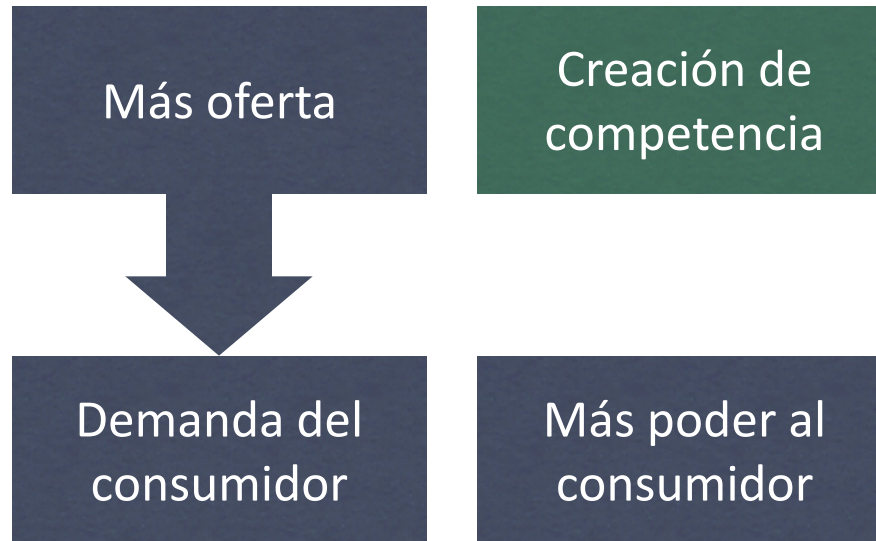 Más oferta
Creación de
competencia
Demanda del
consumidor
Más poder al
consumidor